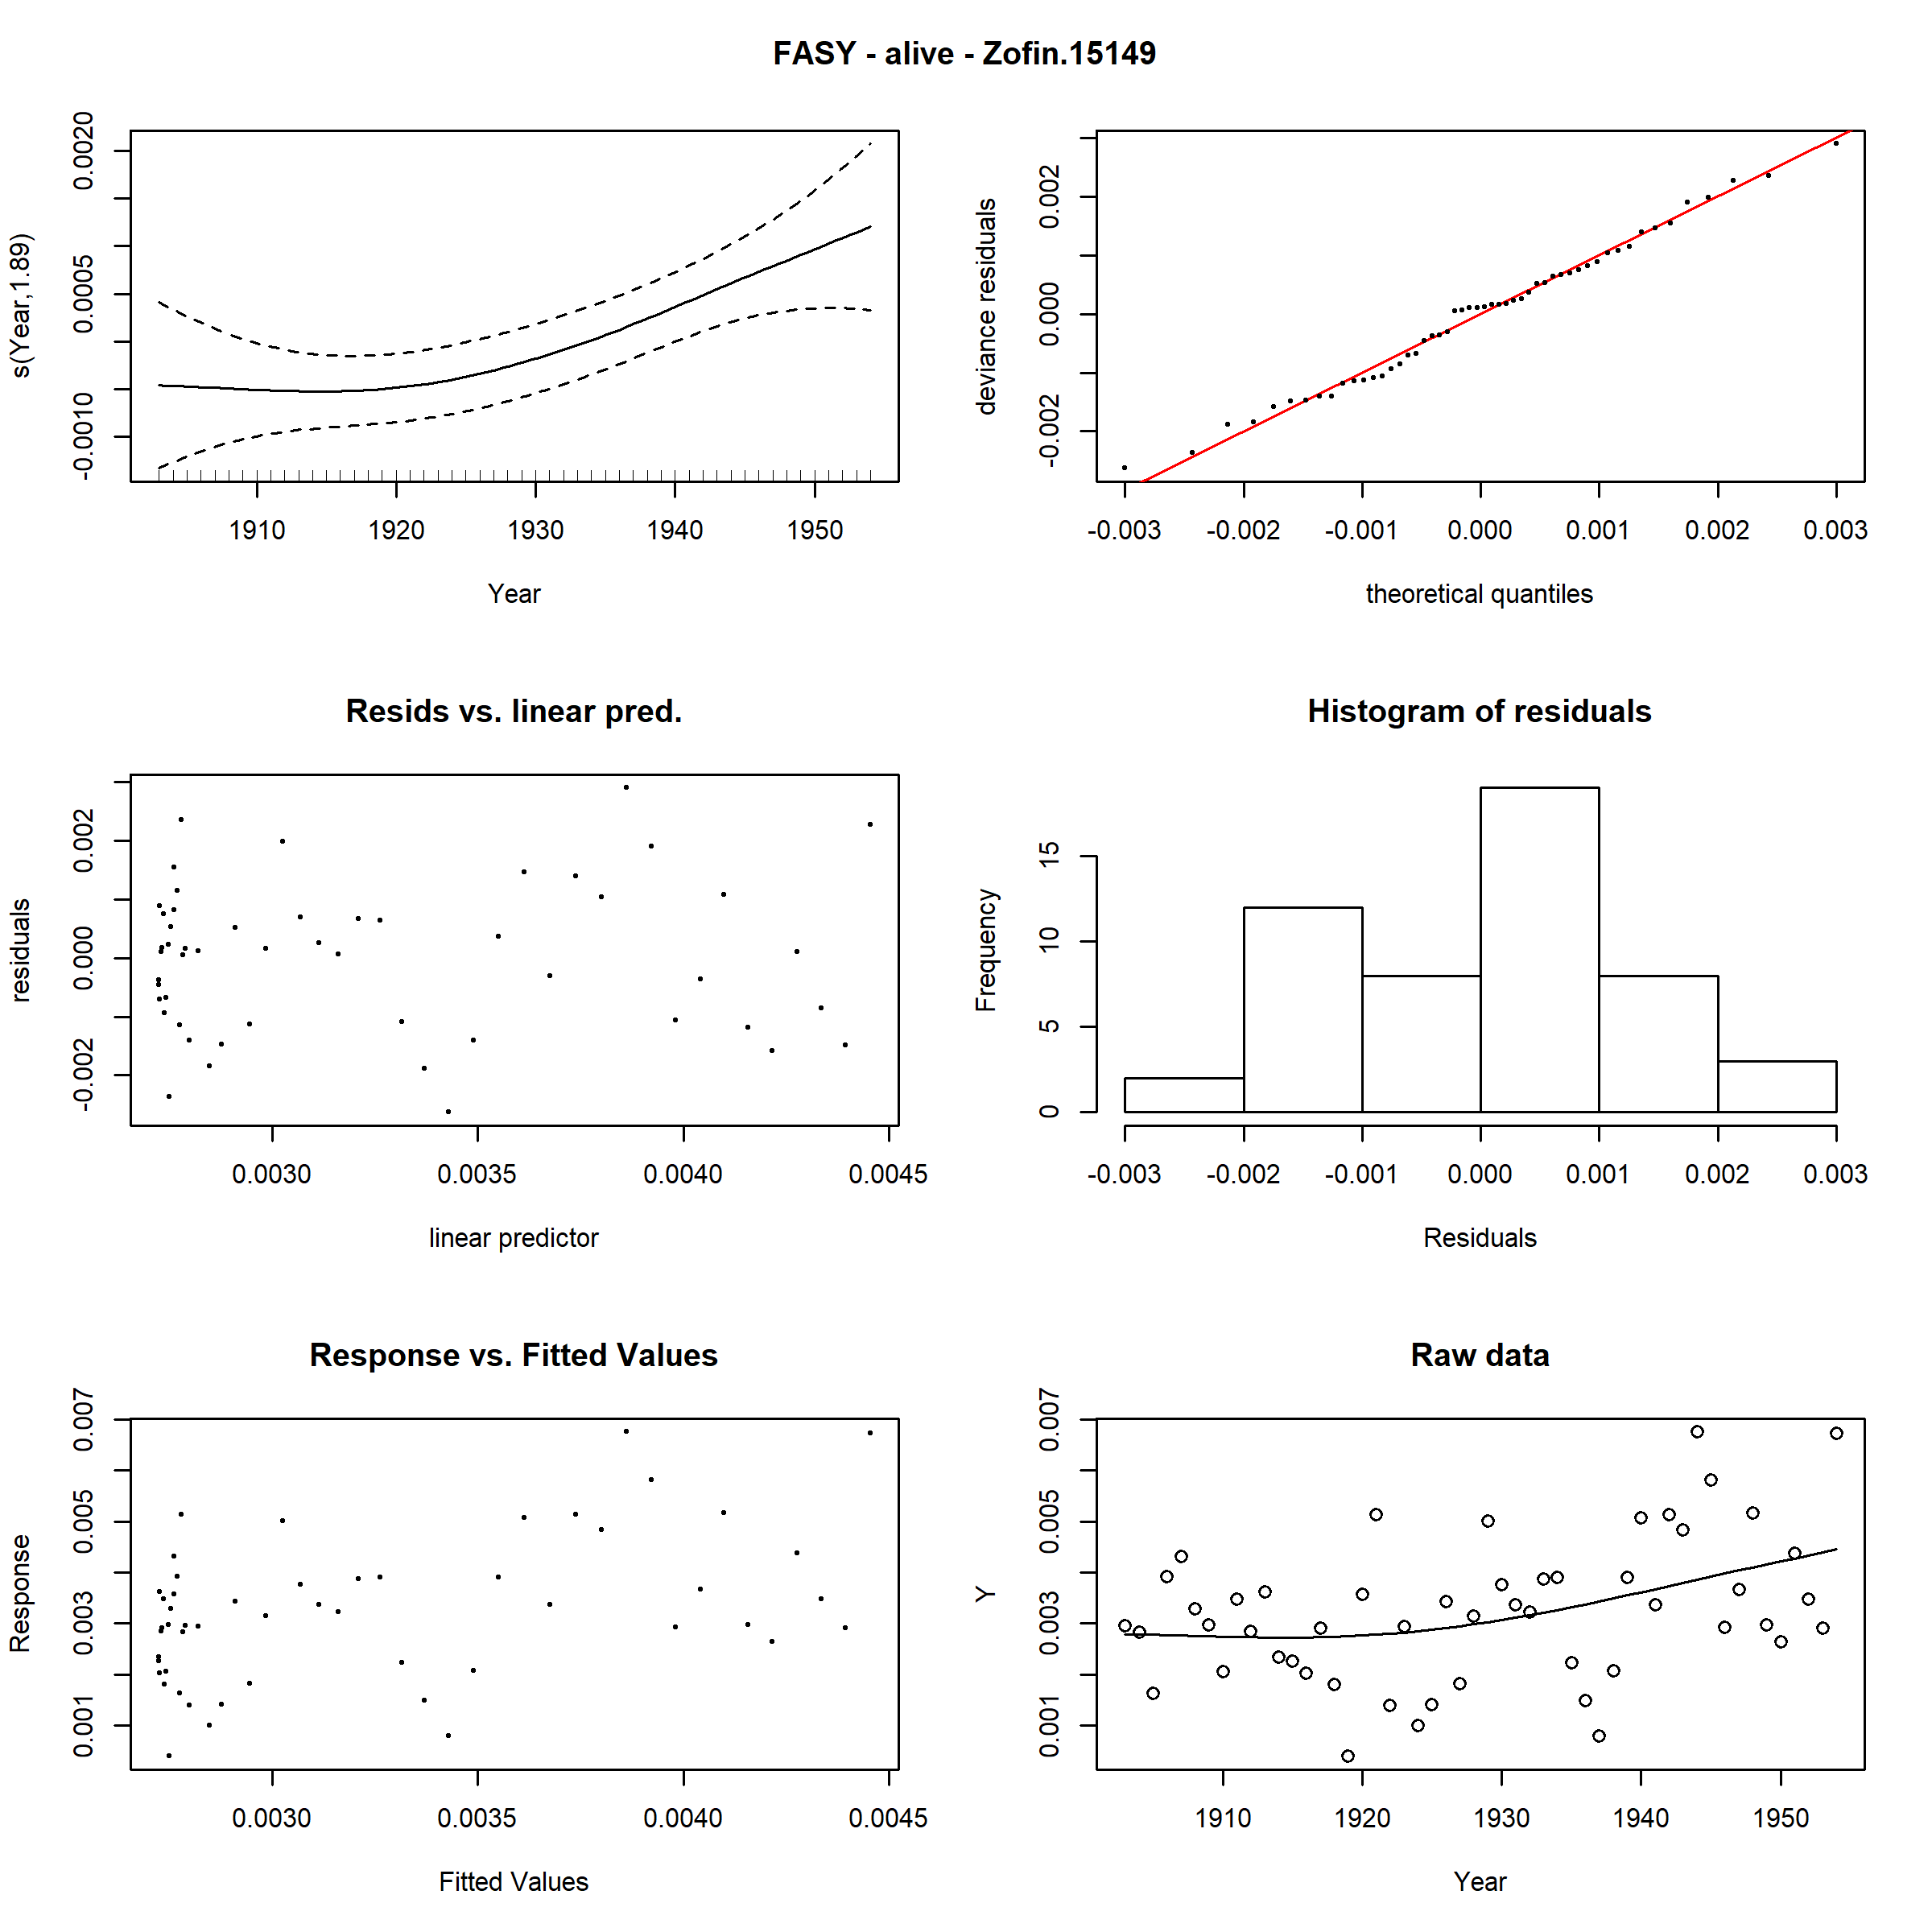 FASY - alive - Zofin.15149
s(Year,1.89)
-0.0010 0.0005 0.0020
1910 1920 1930 1940 1950
Year
deviance residuals
-0.002 0.000 0.002
-0.003 -0.002 -0.001 0.000 0.001 0.002 0.003
theoretical quantiles
Resids vs. linear pred.
residuals
-0.002 0.000 0.002
0.0030 0.0035 0.0040 0.0045
linear predictor
Histogram of residuals
Frequency
0 5 10 15
-0.003 -0.002 -0.001 0.000 0.001 0.002 0.003
Residuals
Response vs. Fitted Values
Response
0.001 0.003 0.005 0.007
0.0030 0.0035 0.0040 0.0045
Fitted Values
Raw data
Y
0.001 0.003 0.005 0.007
1910 1920 1930 1940 1950
Year